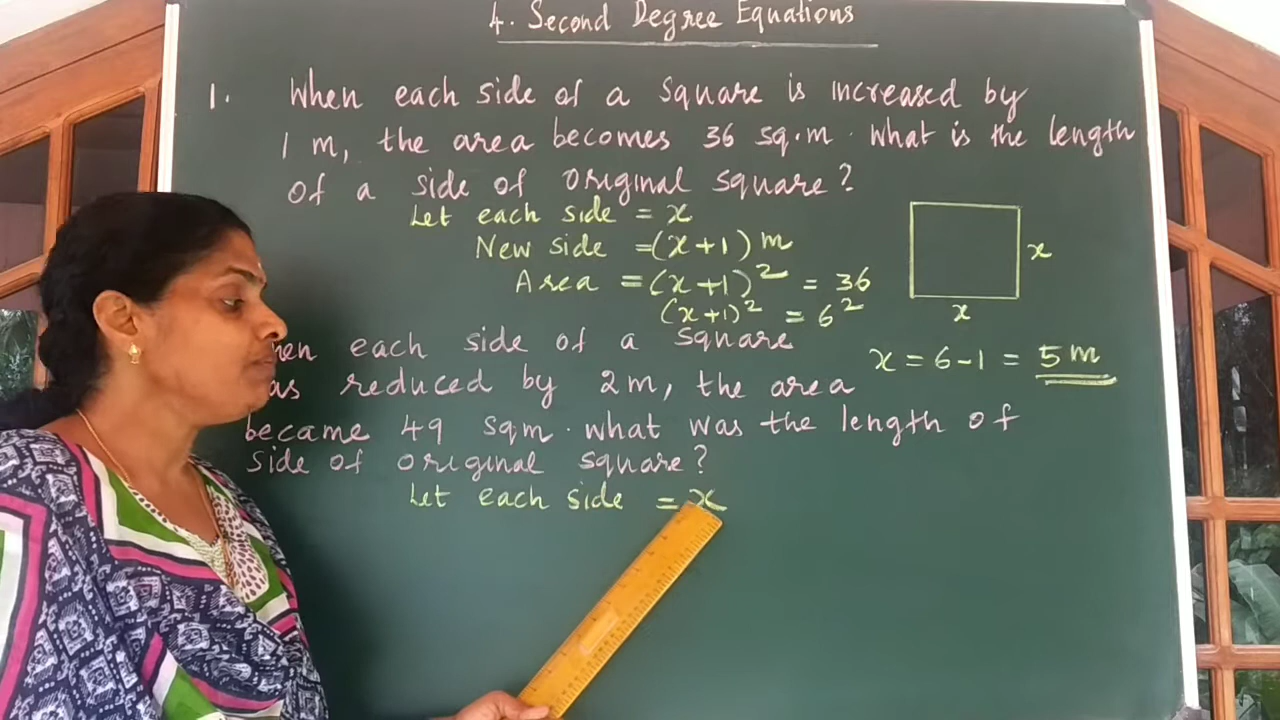 4. Second Degree Equations
1. When each side of a square is increased by
1 m, the area becomes 36 sq.m. What is the length
of a side of original square?
Let each side = x
New side = (x+1) m
Area = (x+1)² = 36
(x+1)² = 6²
x
x
x = 6-1 = 5 m
each side of a square
reduced by 2m, the area
became 49 sqm. what was the length of
side of original square?
Let each side = x